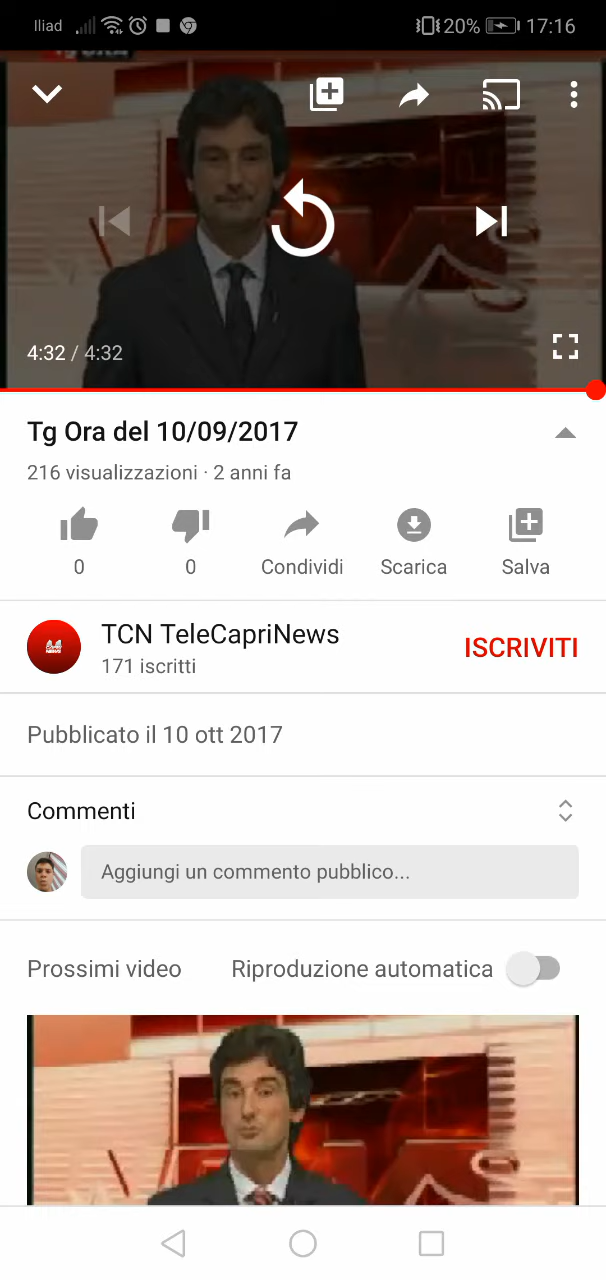 Iliad 20% 17:16
4:32 / 4:32
Tg Ora del 10/09/2017
216 visualizzazioni · 2 anni fa
0 0 Condividi Scarica Salva
TCN TeleCapriNews
171 iscritti
ISCRIVITI
Pubblicato il 10 ott 2017
Commenti
Aggiungi un commento pubblico...
Prossimi video Riproduzione automatica